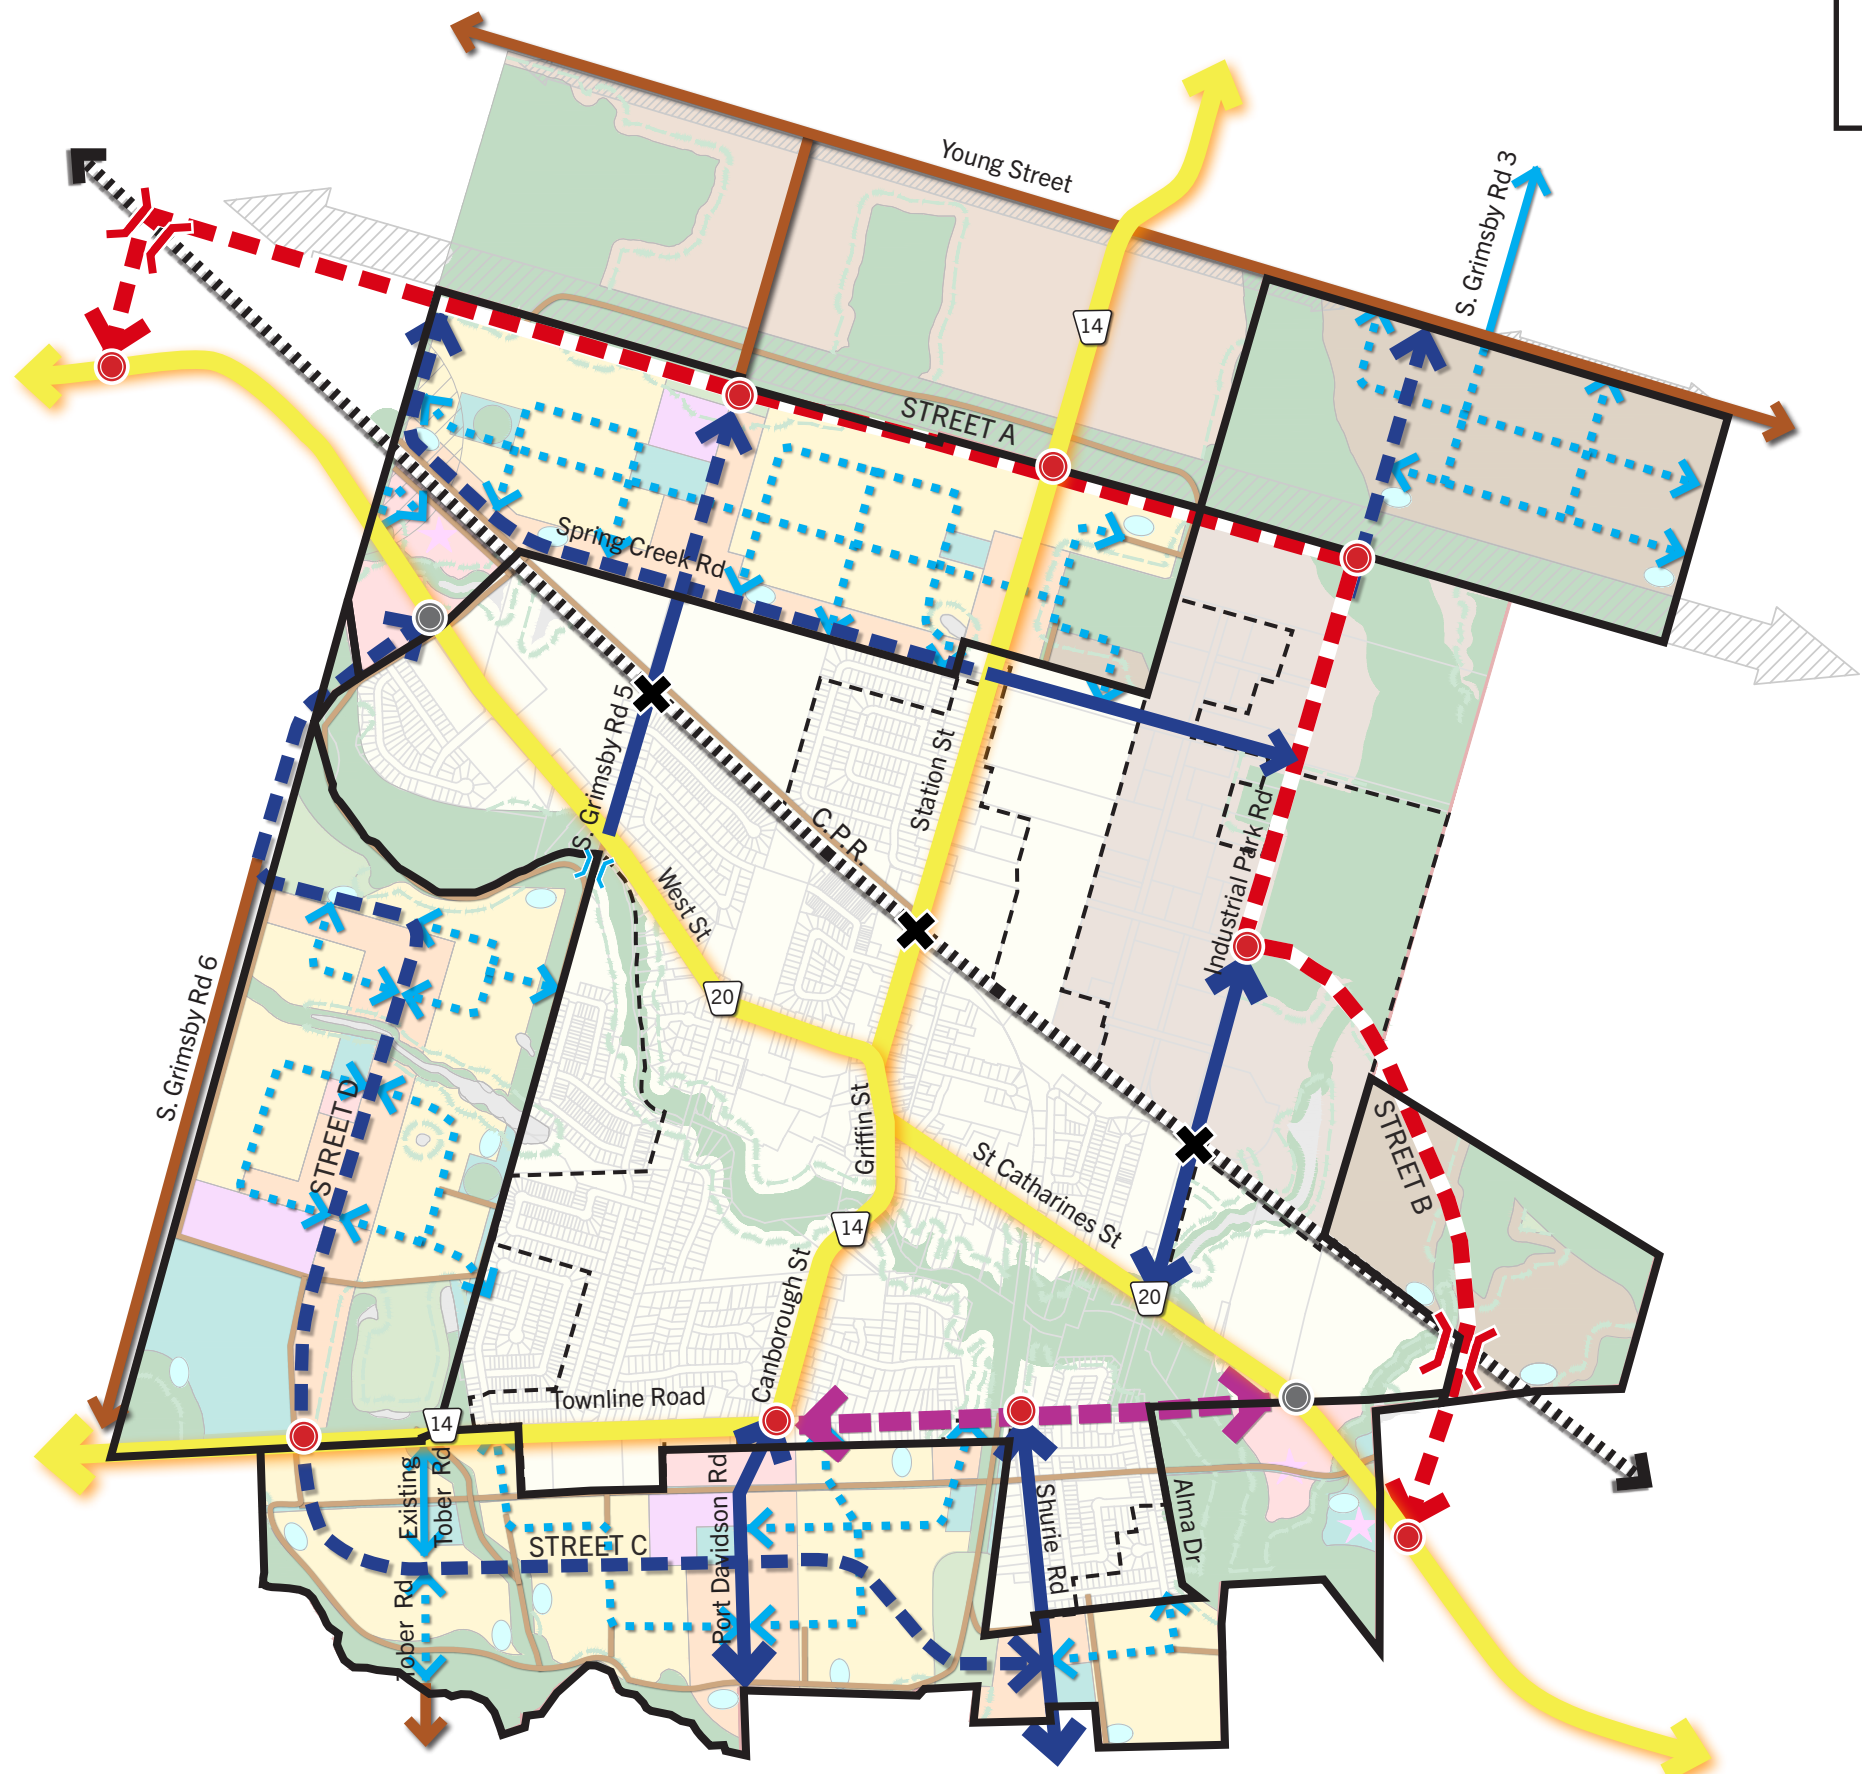 Young Street
S. Grimsby Rd 3
14
STREET A
Spring Creek Rd
S. Grimsby Rd 5
Station St
C.P.R.
Industrial Park Rd
West St
20
S. Grimsby Rd 6
STREET D
Griffin St
STREET B
St Catharines St
14
20
Canborough St
Townline Road
14
Existing
Tober Rd
STREET C
Port Davidson Rd
Shurie Rd
Alma Dr
Tober Rd